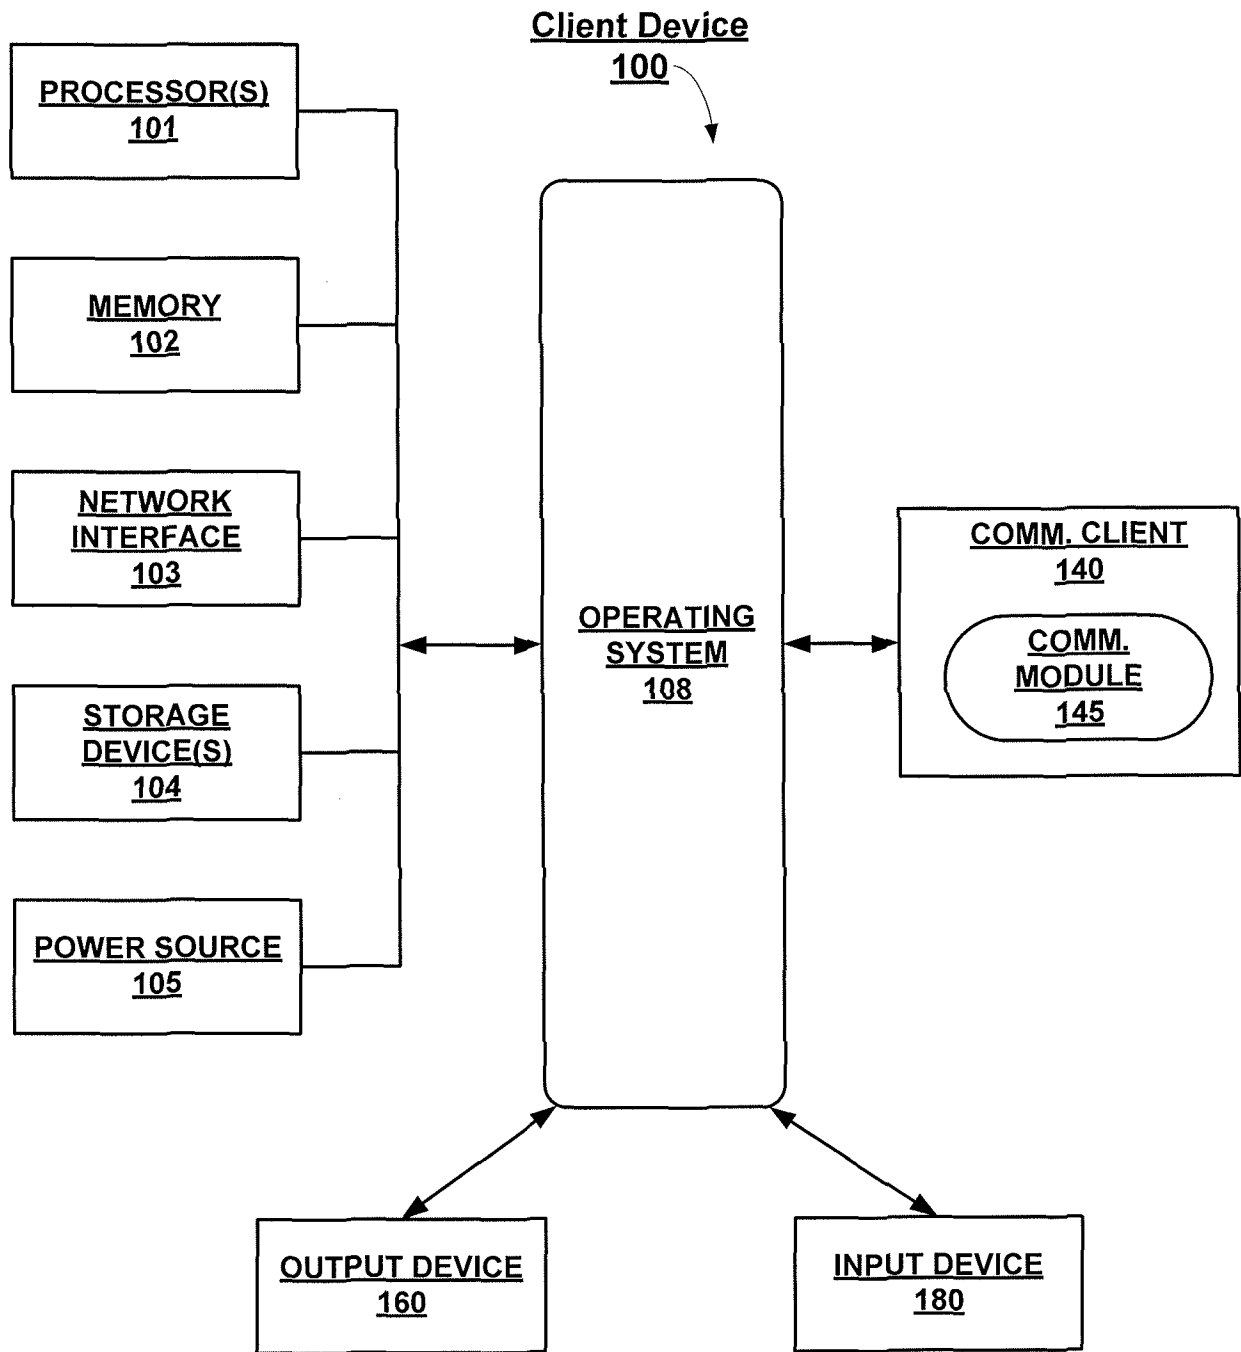 Client Device
100
PROCESSOR(S)
101
MEMORY
102
NETWORK
INTERFACE
103
STORAGE
DEVICE(S)
104
POWER SOURCE
105
OPERATING
SYSTEM
108
COMM. CLIENT
140
COMM.
MODULE
145
OUTPUT DEVICE
160
INPUT DEVICE
180